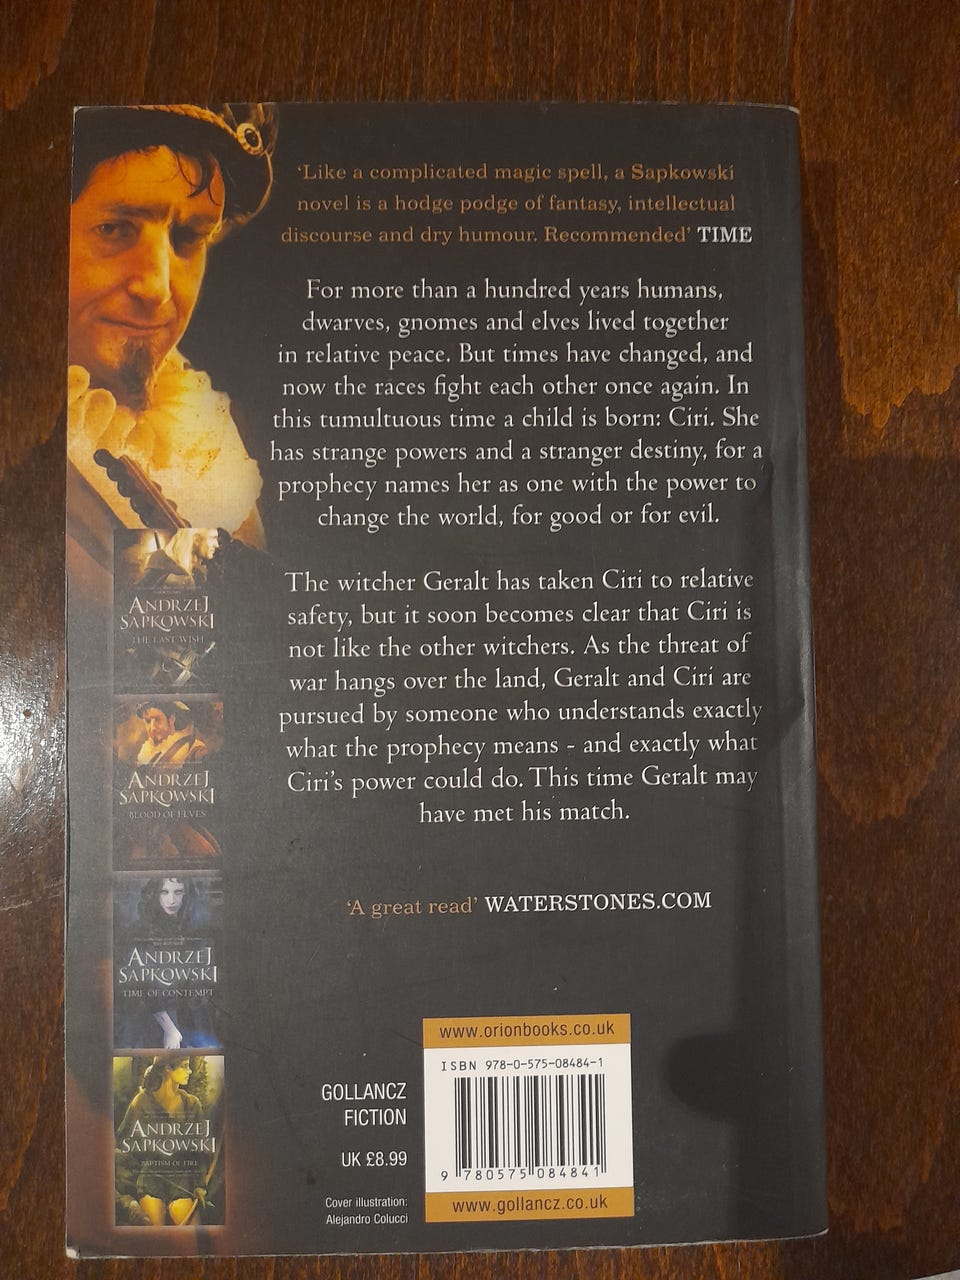 ‘Like a complicated magic spell, a Sapkowski
novel is a hodge podge of fantasy, intellectual
discourse and dry humour. Recommended’ TIME
For more than a hundred years humans,
dwarves, gnomes and elves lived together
in relative peace. But times have changed, and
now the races fight each other once again. In
this tumultuous time a child is born: Ciri. She
has strange powers and a stranger destiny, for a
prophecy names her as one with the power to
change the world, for good or for evil.
The witcher Geralt has taken Ciri to relative
safety, but it soon becomes clear that Ciri is
not like the other witchers. As the threat of
war hangs over the land, Geralt and Ciri are
pursued by someone who understands exactly
what the prophecy means - and exactly what
Ciri’s power could do. This time Geralt may
have met his match.
‘A great read’ WATERSTONES.COM
ANDRZEJ
SAPKOWSKI
THE LAST WISH
ANDRZEJ
SAPKOWSKI
BLOOD OF ELVES
ANDRZEJ
SAPKOWSKI
TIME OF CONTEMPT
ANDRZEJ
SAPKOWSKI
BAPTISM OF FIRE
GOLLANCZ
FICTION
UK £8.99
Cover illustration:
Alejandro Colucci
www.orionbooks.co.uk
ISBN 978-0-575-08484-1
9 780575 084841
www.gollancz.co.uk